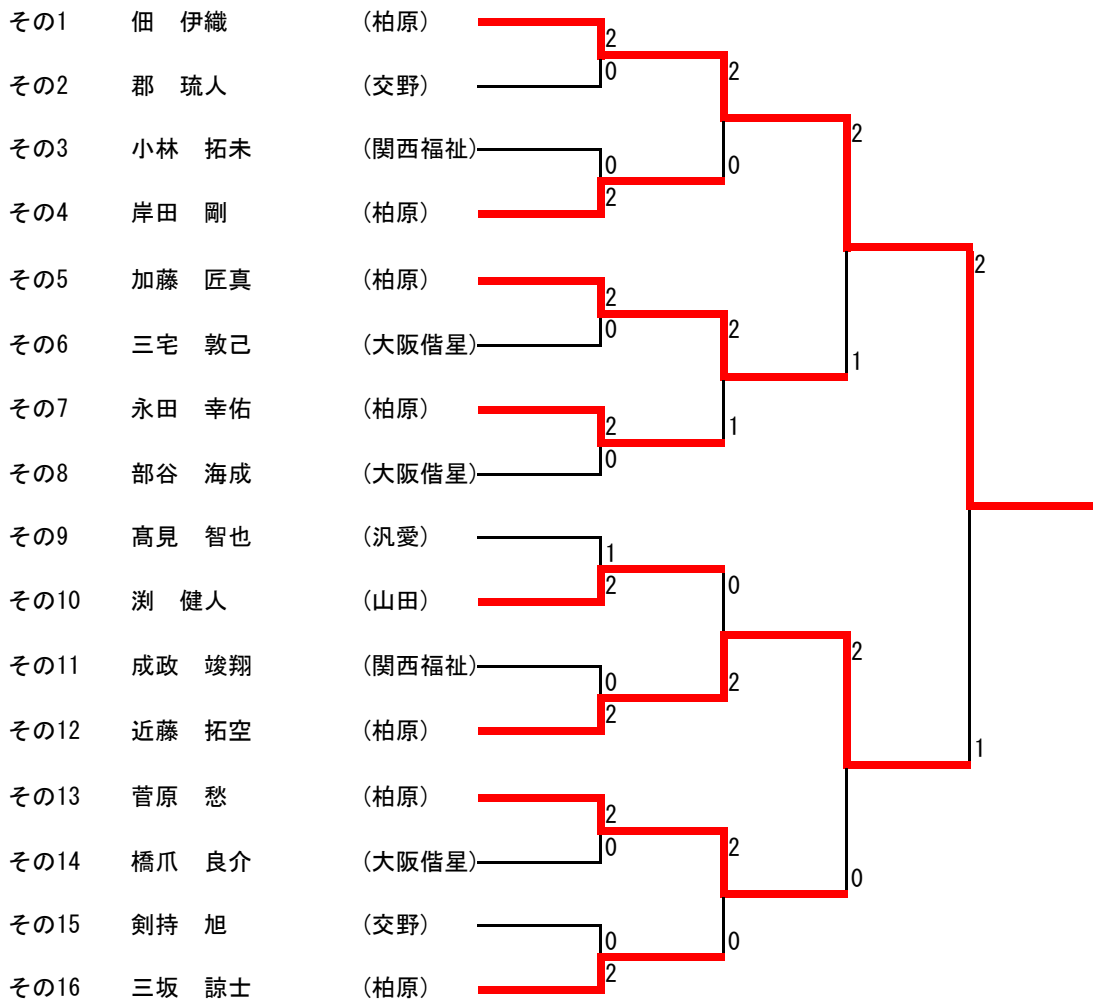 その1 佃 伊織 (柏原)
2
2
その2 郡 琉人 (交野)
0
2
その3 小林 拓未 (関西福祉)
0
0
その4 岸田 剛 (柏原)
2
2
その5 加藤 匠真 (柏原)
2
その6 三宅 敦己 (大阪偕星)
0
2
1
その7 永田 幸佑 (柏原)
2
1
その8 部谷 海成 (大阪偕星)
0
その9 髙見 智也 (汎愛)
1
その10 渕 健人 (山田)
2
0
その11 成政 竣翔 (関西福祉)
0
2
2
その12 近藤 拓空 (柏原)
2
1
その13 菅原 愁 (柏原)
2
その14 橋爪 良介 (大阪偕星)
0
2
0
その15 剣持 旭 (交野)
0
0
その16 三坂 諒士 (柏原)
2